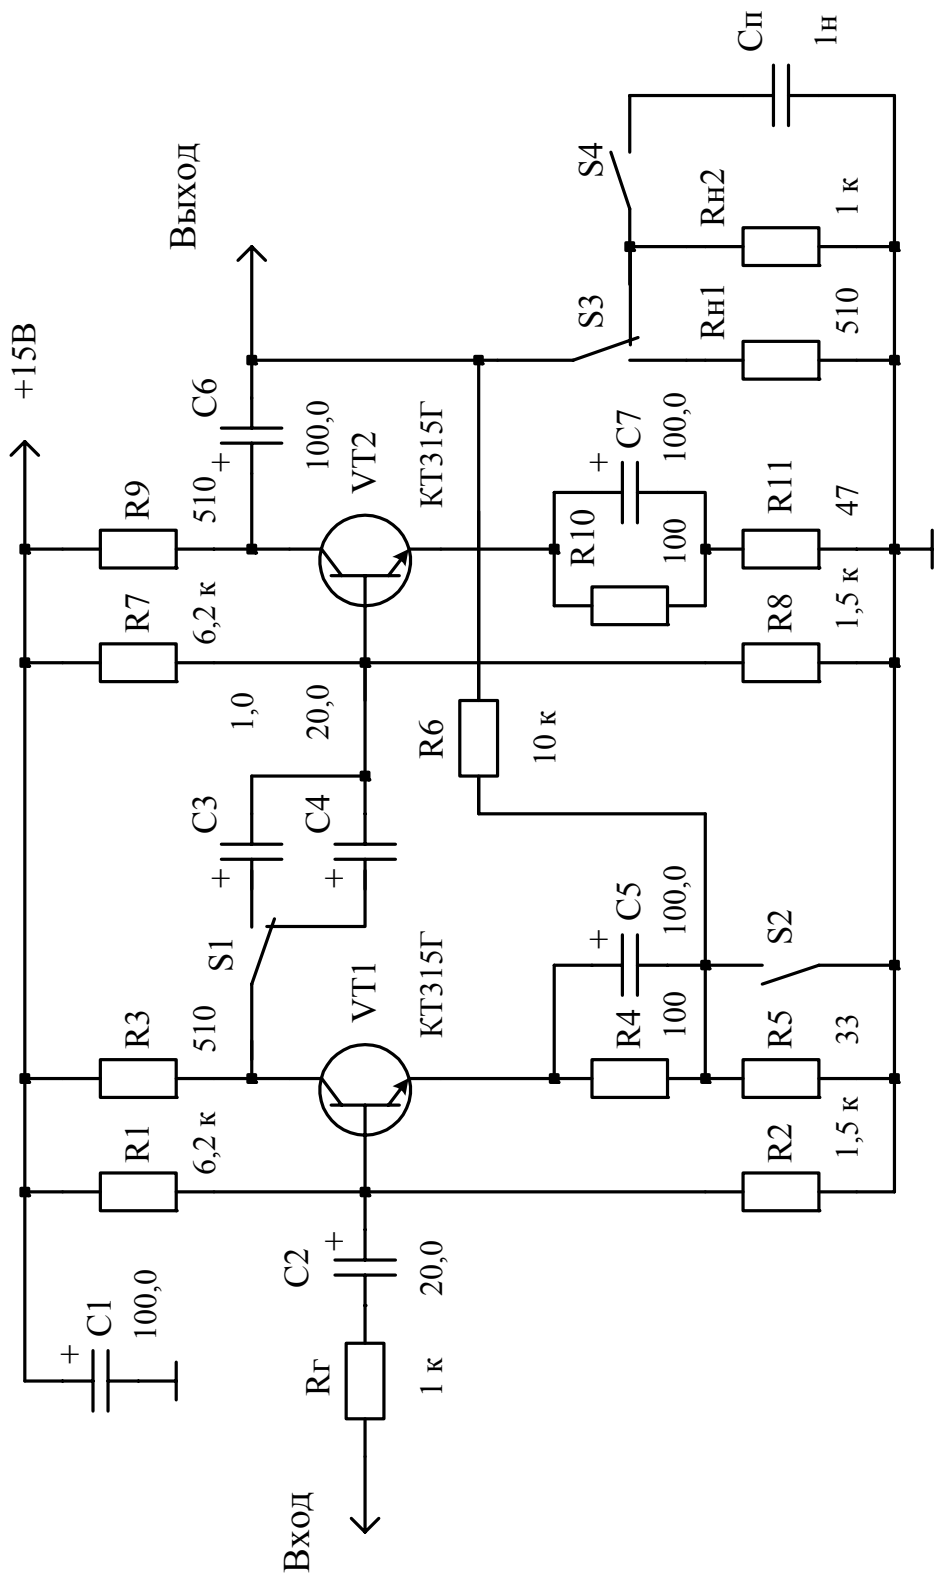 +15В
C1
100,0
R1
6,2 к
R3
510
R7
6,2 к
R9
510
C3
1,0
C4
20,0
C6
100,0
Выход
S1
VT1
КТ315Г
VT2
КТ315Г
Вход
Rг
1 к
C2
20,0
R6
10 к
R4
100
C5
100,0
R10
100
C7
100,0
S2
S3
S4
R2
1,5 к
R5
33
R8
1,5 к
R11
47
Rн1
510
Rн2
1 к
Сп
1н